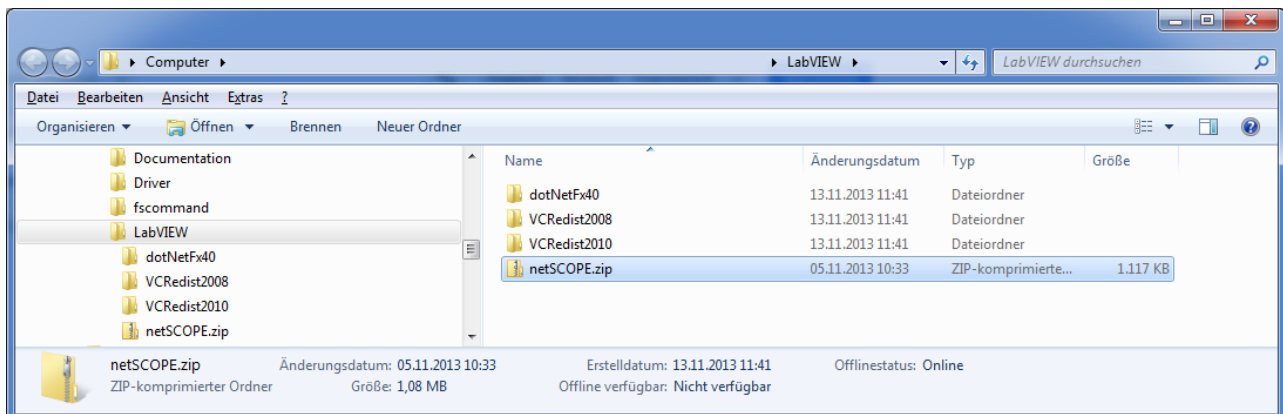 Computer LabVIEW LabVIEW durchsuchen
Datei Bearbeiten Ansicht Extras ?
Organisieren Öffnen Brennen Neuer Ordner
Documentation
Driver
fscommand
LabVIEW
dotNetFx40
VCRedist2008
VCRedist2010
netSCOPE.zip
Name Änderungsdatum Typ Größe
dotNetFx40 13.11.2013 11:41 Dateiordner
VCRedist2008 13.11.2013 11:41 Dateiordner
VCRedist2010 13.11.2013 11:41 Dateiordner
netSCOPE.zip 05.11.2013 10:33 ZIP-komprimierte... 1.117 KB
netSCOPE.zip Änderungsdatum: 05.11.2013 10:33 Erstelldatum: 13.11.2013 11:41 Offlinestatus: Online
ZIP-komprimierter Ordner Größe: 1,08 MB Offline verfügbar: Nicht verfügbar